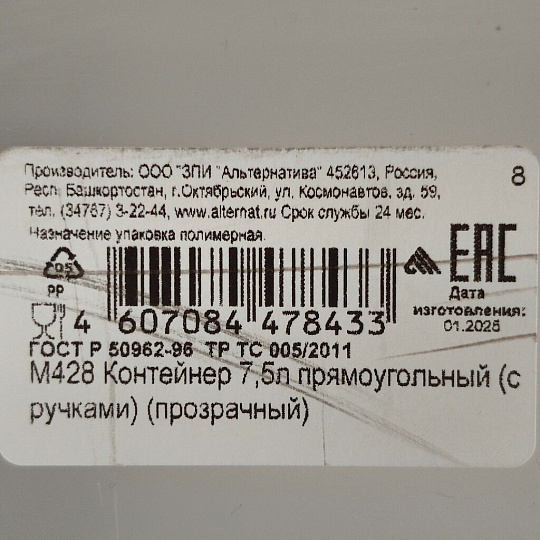 Производитель: ООО "ЗПИ "Альтернатива" 452613, Россия,
8
Респ Башкортостан, г.Октябрьский, ул. Космонавтов, зд. 59,
тел. (34767) 3-22-44, www.alternat.ru Срок службы 24 мес.
Назначение упаковка полимерная.
EAC
05
PP
Дата
изготовления:
01.2025
4 607084 478433
ГОСТ Р 50962-96 ТР ТС 005/2011
М428 Контейнер 7,5л прямоугольный (с
ручками) (прозрачный)